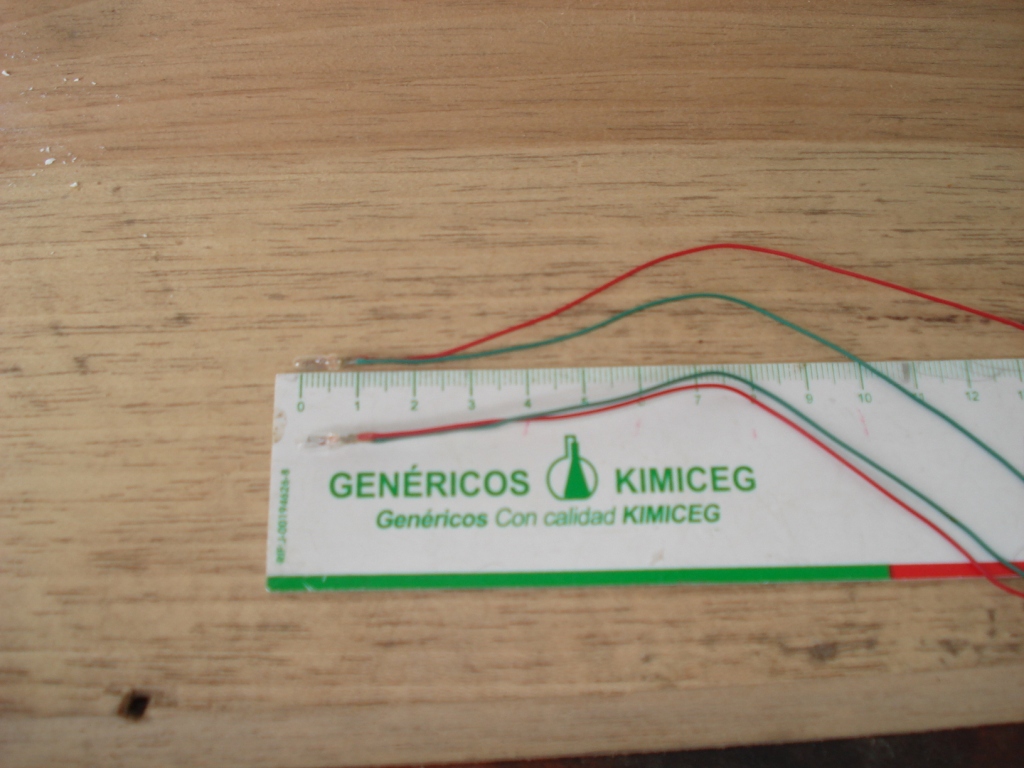 0 1 2 3 4 5 6 7 8 9 10 12
GENÉRICOS KIMICEG
Genéricos Con calidad KIMICEG